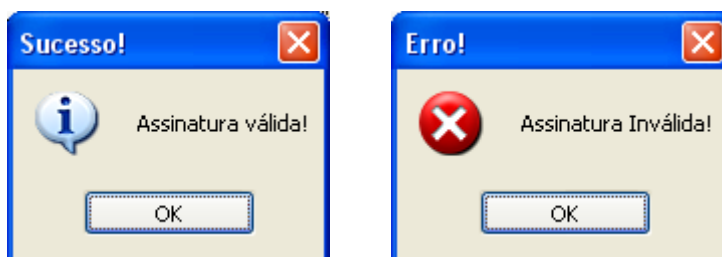 Sucesso!
Assinatura válida!
OK
Erro!
Assinatura Inválida!
OK